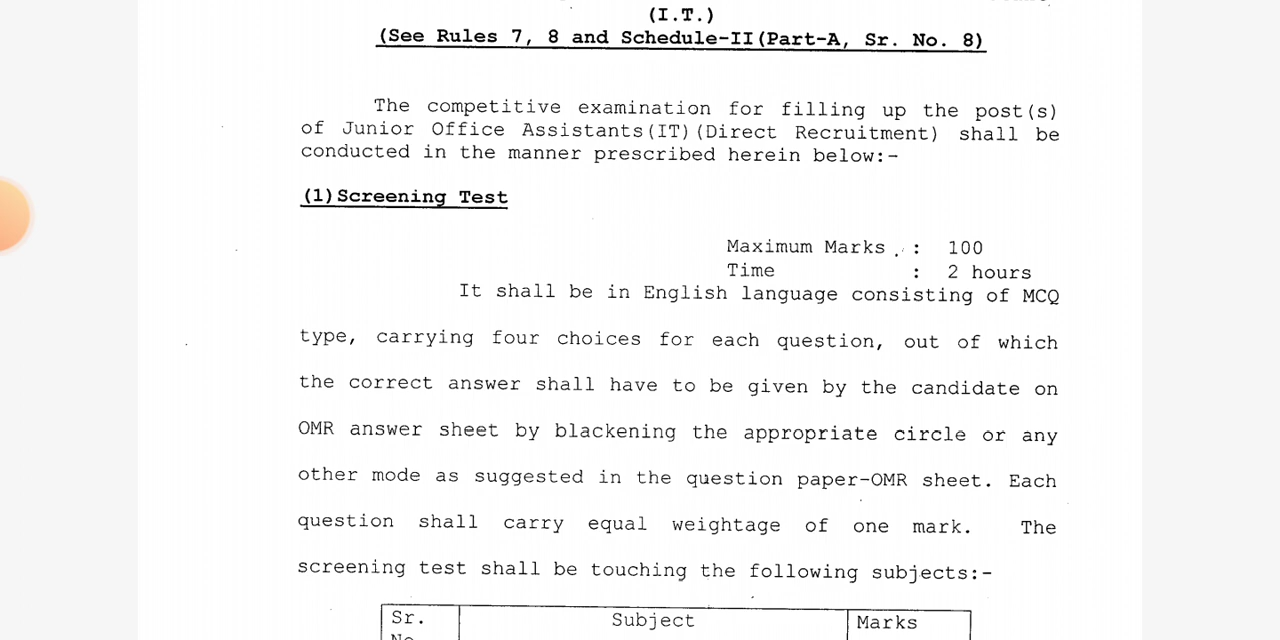 (I.T.)
(See Rules 7, 8 and Schedule-II(Part-A, Sr. No. 8)
The competitive examination for filling up the post(s)
of Junior Office Assistants(IT)(Direct Recruitment) shall be
conducted in the manner prescribed herein below:-
(1)Screening Test
Maximum Marks : 100
Time : 2 hours
It shall be in English language consisting of MCQ
type, carrying four choices for each question, out of which
the correct answer shall have to be given by the candidate on
OMR answer sheet by blackening the appropriate circle or any
other mode as suggested in the question paper-OMR sheet. Each
question shall carry equal weightage of one mark. The
screening test shall be touching the following subjects:-
Sr. Subject Marks
No